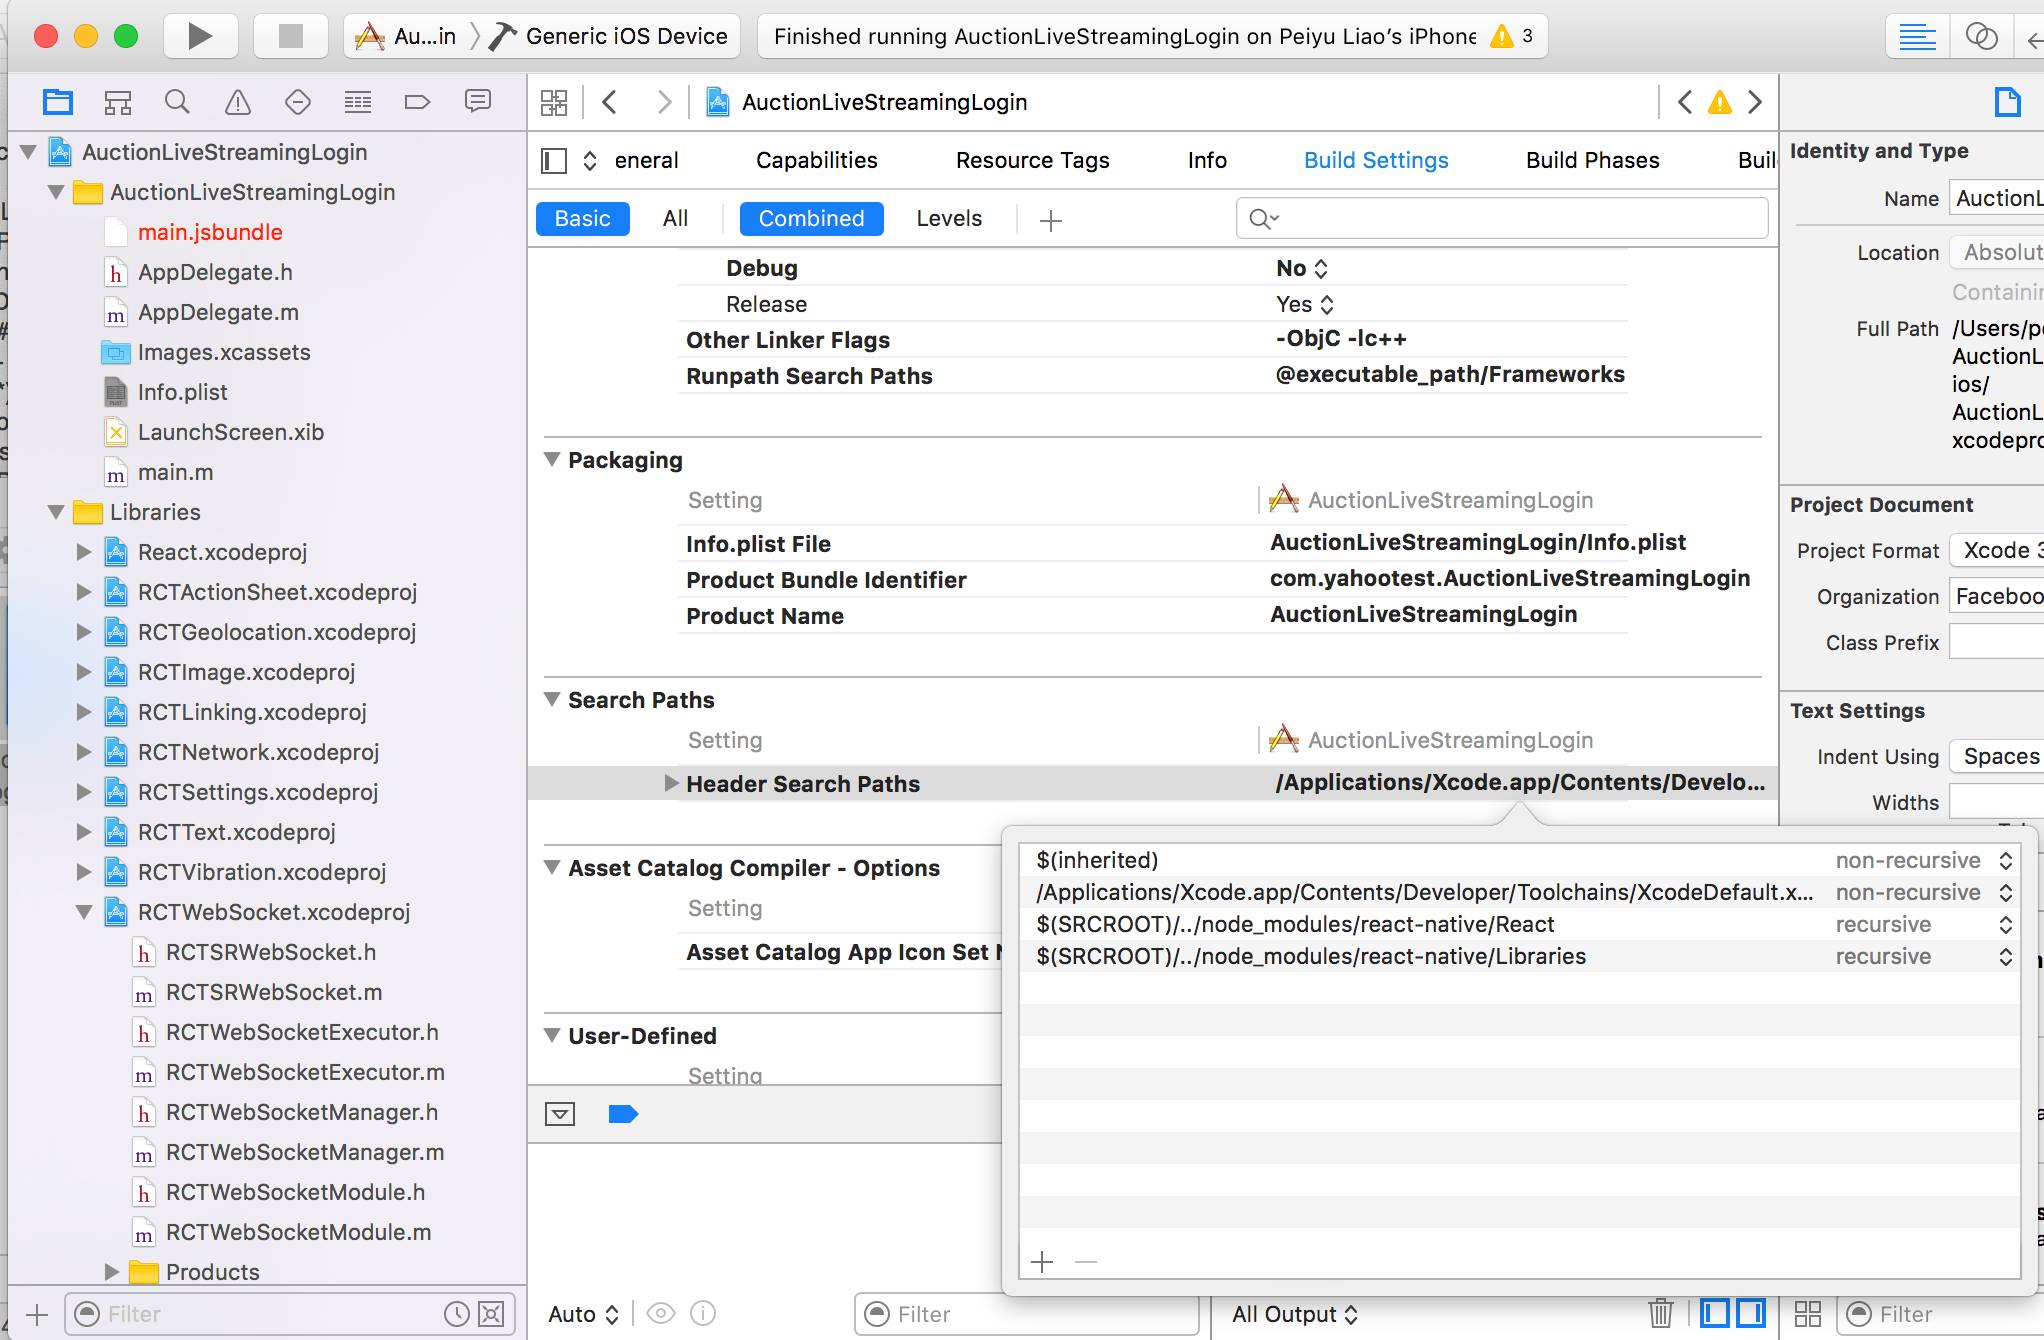 Au...in
Generic iOS Device
Finished running AuctionLiveStreamingLogin on Peiyu Liao's iPhone
3
AuctionLiveStreamingLogin
eneral
Capabilities
Resource Tags
Info
Build Settings
Build Phases
Basic
All
Combined
Levels
AuctionLiveStreamingLogin
AuctionLiveStreamingLogin
main.jsbundle
AppDelegate.h
AppDelegate.m
Images.xcassets
Info.plist
LaunchScreen.xib
main.m
Libraries
React.xcodeproj
RCTActionSheet.xcodeproj
RCTGeolocation.xcodeproj
RCTImage.xcodeproj
RCTLinking.xcodeproj
RCTNetwork.xcodeproj
RCTSettings.xcodeproj
RCTText.xcodeproj
RCTVibration.xcodeproj
RCTWebSocket.xcodeproj
RCTSRWebSocket.h
RCTSRWebSocket.m
RCTWebSocketExecutor.h
RCTWebSocketExecutor.m
RCTWebSocketManager.h
RCTWebSocketManager.m
RCTWebSocketModule.h
RCTWebSocketModule.m
Products
Filter
Debug No
Release Yes
Other Linker Flags -ObjC -lc++
Runpath Search Paths @executable_path/Frameworks
Packaging
Setting AuctionLiveStreamingLogin
Info.plist File AuctionLiveStreamingLogin/Info.plist
Product Bundle Identifier com.yahootest.AuctionLiveStreamingLogin
Product Name AuctionLiveStreamingLogin
Search Paths
Setting AuctionLiveStreamingLogin
Header Search Paths /Applications/Xcode.app/Contents/Develo...
Asset Catalog Compiler - Options
Setting
Asset Catalog App Icon Set
User-Defined
Setting
$(inherited) non-recursive
/Applications/Xcode.app/Contents/Developer/Toolchains/XcodeDefault.x... non-recursive
$(SRCROOT)/../node_modules/react-native/React recursive
$(SRCROOT)/../node_modules/react-native/Libraries recursive
Auto
Filter
All Output
Filter
Identity and Type
Name AuctionL
Location Absolut
Containin
Full Path /Users/p
AuctionL
ios/
AuctionL
xcodepro
Project Document
Project Format Xcode 3
Organization Faceboo
Class Prefix
Text Settings
Indent Using Spaces
Widths